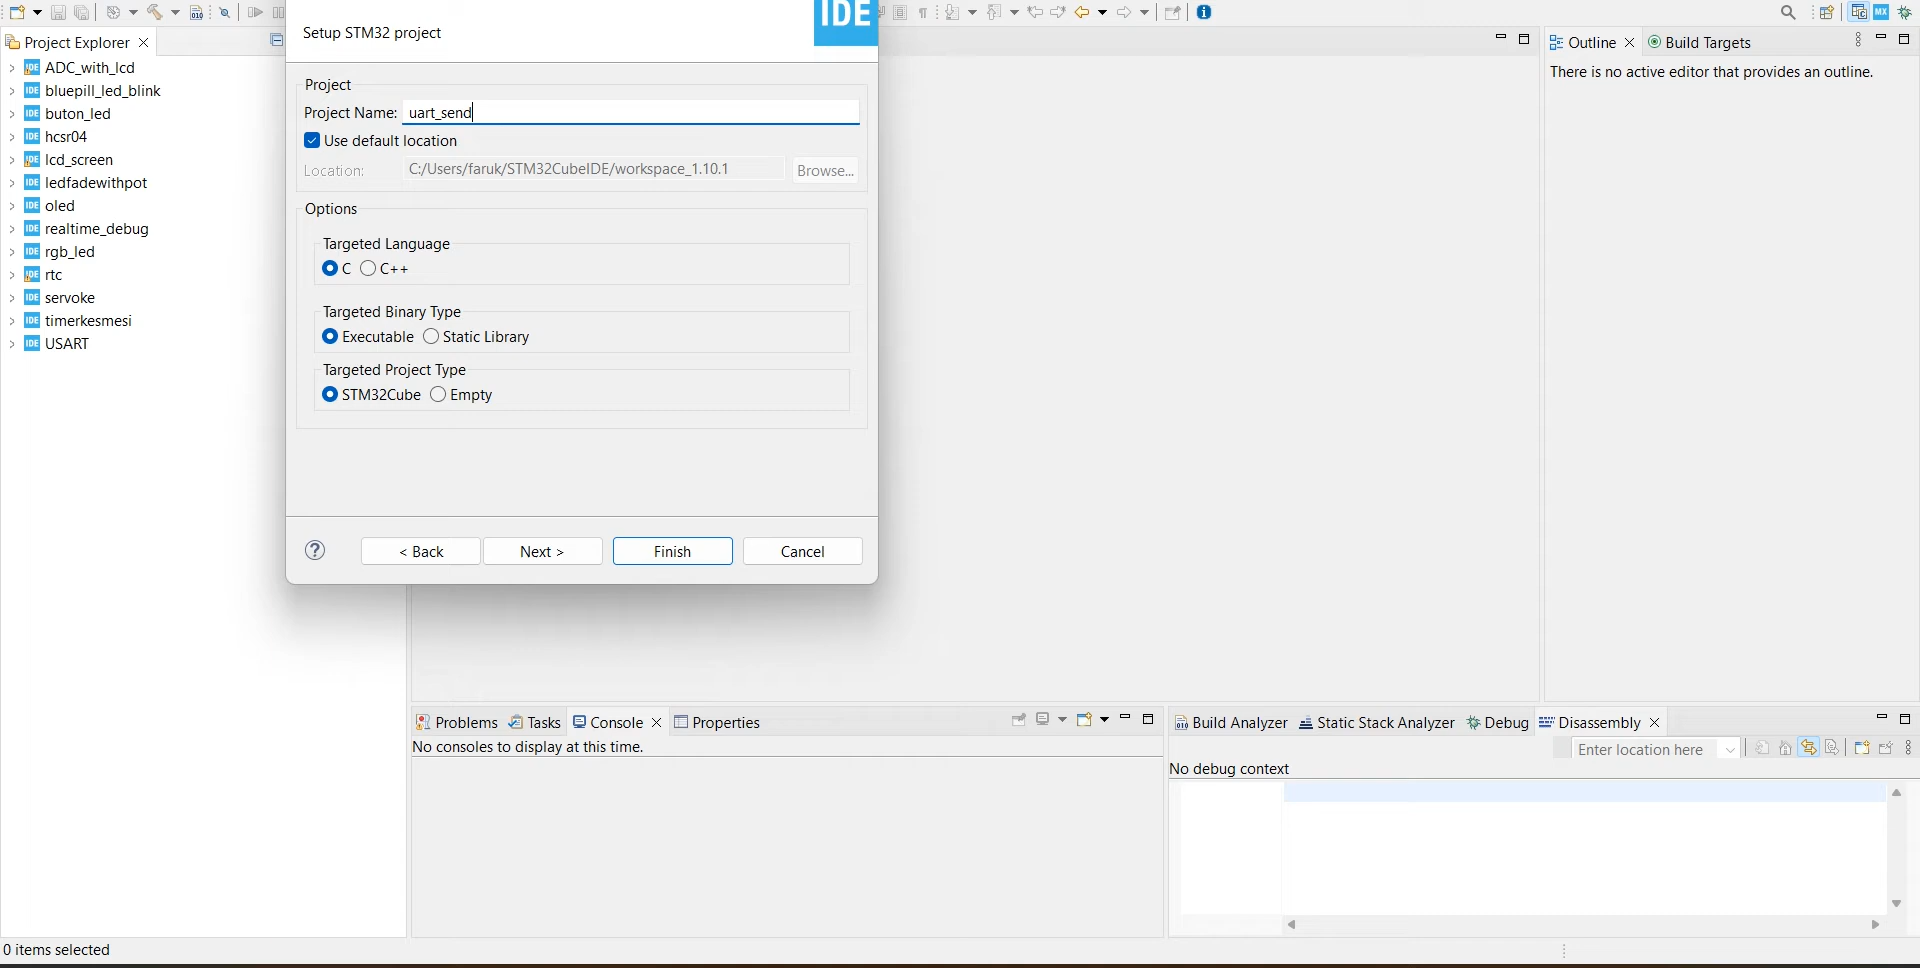 Project Explorer
ADC_with_lcd
bluepill_led_blink
buton_led
hcsr04
lcd_screen
ledfadewithpot
oled
realtime_debug
rgb_led
rtc
servoke
timerkesmesi
USART
0 items selected
IDE
Setup STM32 project
Project
Project Name: uart_send
Use default location
Location: C:/Users/faruk/STM32CubeIDE/workspace_1.10.1 Browse...
Options
Targeted Language
C C++
Targeted Binary Type
Executable Static Library
Targeted Project Type
STM32Cube Empty
< Back Next > Finish Cancel
MX
Outline Build Targets
There is no active editor that provides an outline.
Problems Tasks Console Properties
No consoles to display at this time.
Build Analyzer Static Stack Analyzer Debug Disassembly
Enter location here
No debug context